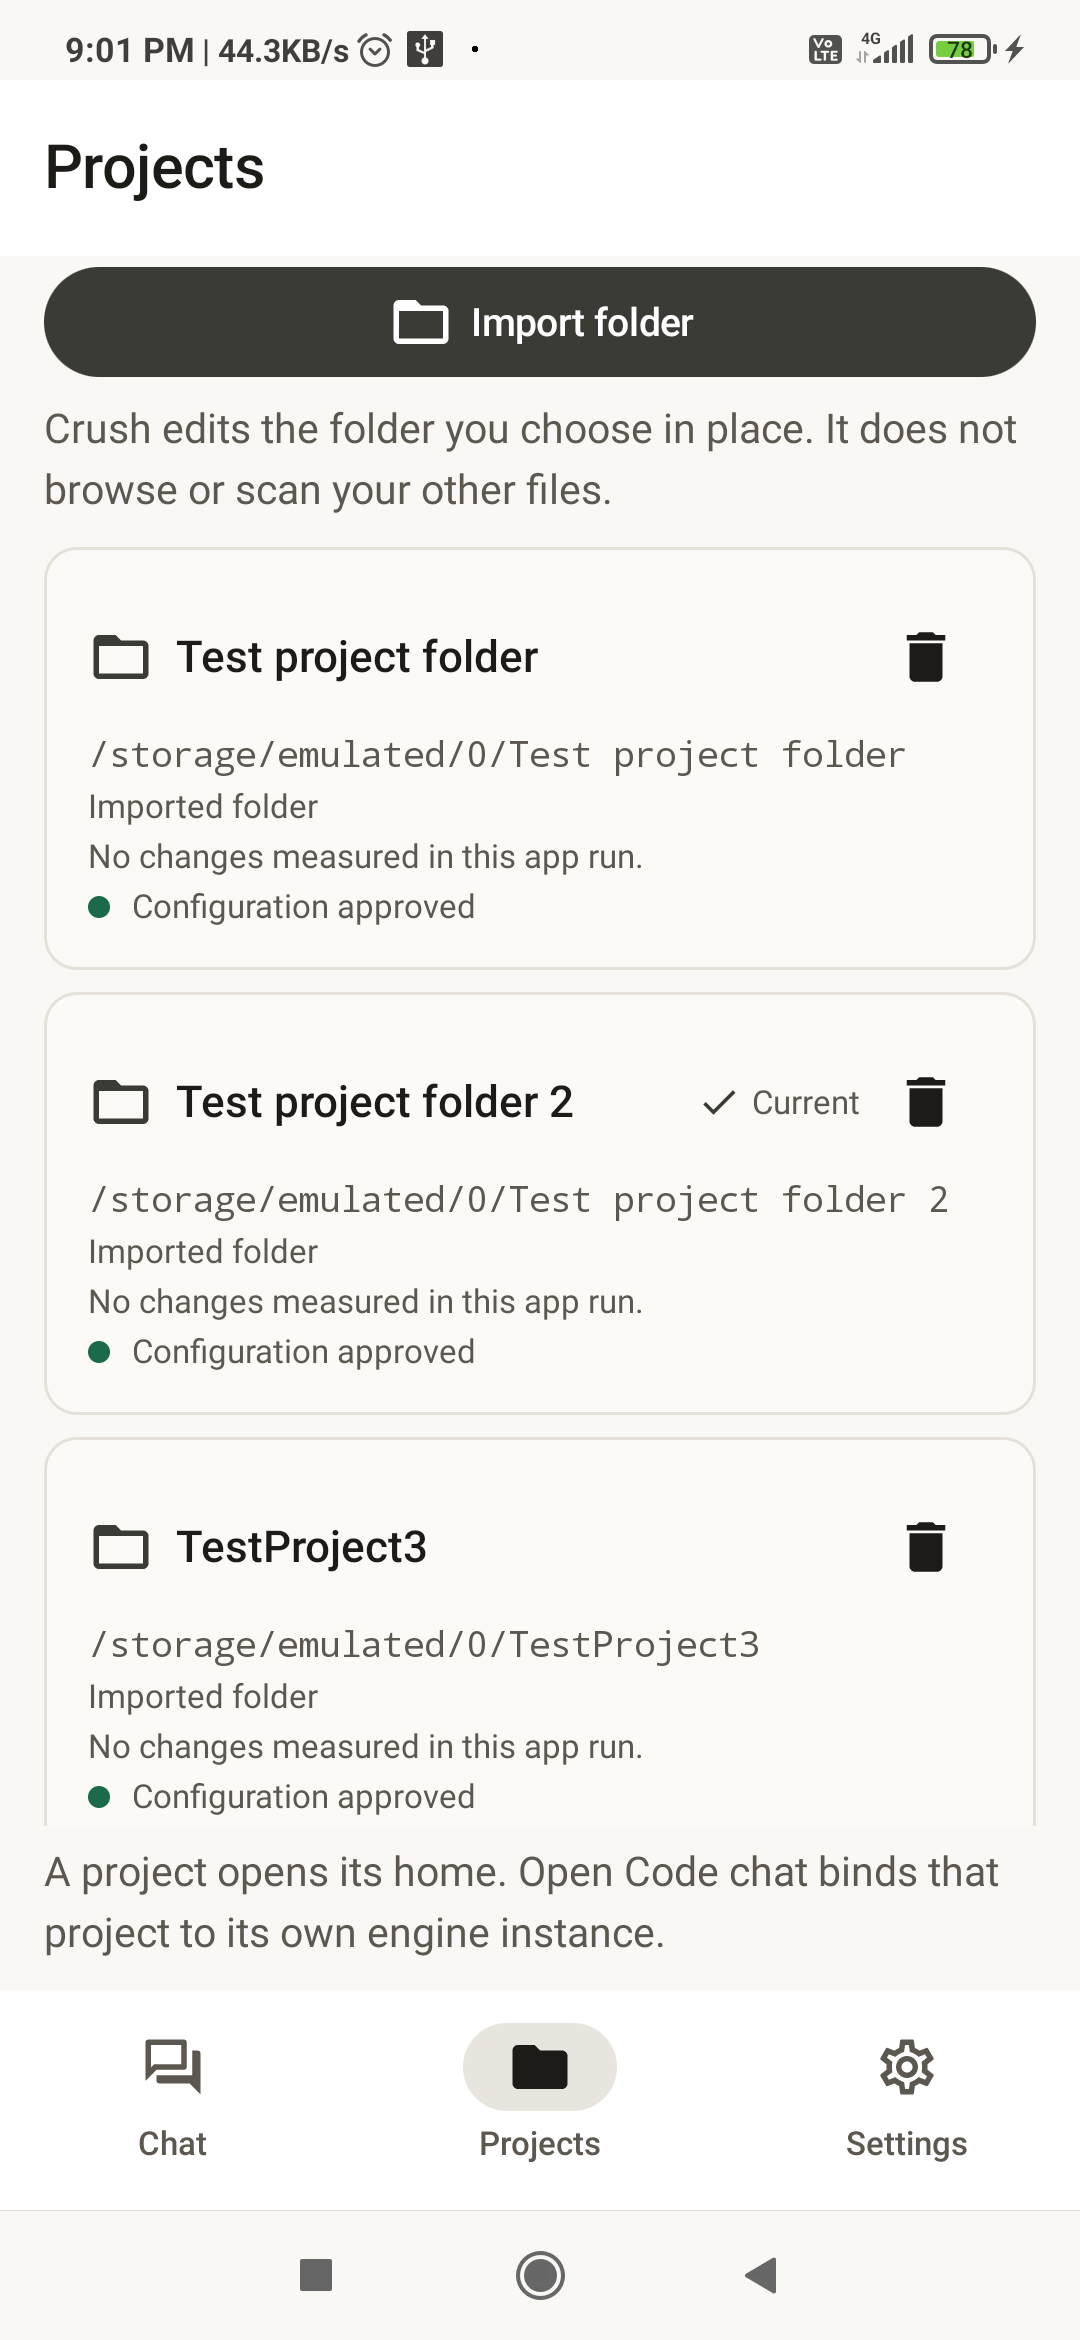 9:01 PM | 44.3KB/s
Vo LTE
4G
78
Projects
Import folder
Crush edits the folder you choose in place. It does not
browse or scan your other files.
Test project folder
/storage/emulated/0/Test project folder
Imported folder
No changes measured in this app run.
Configuration approved
Test project folder 2
Current
/storage/emulated/0/Test project folder 2
Imported folder
No changes measured in this app run.
Configuration approved
TestProject3
/storage/emulated/0/TestProject3
Imported folder
No changes measured in this app run.
Configuration approved
A project opens its home. Open Code chat binds that
project to its own engine instance.
Chat
Projects
Settings